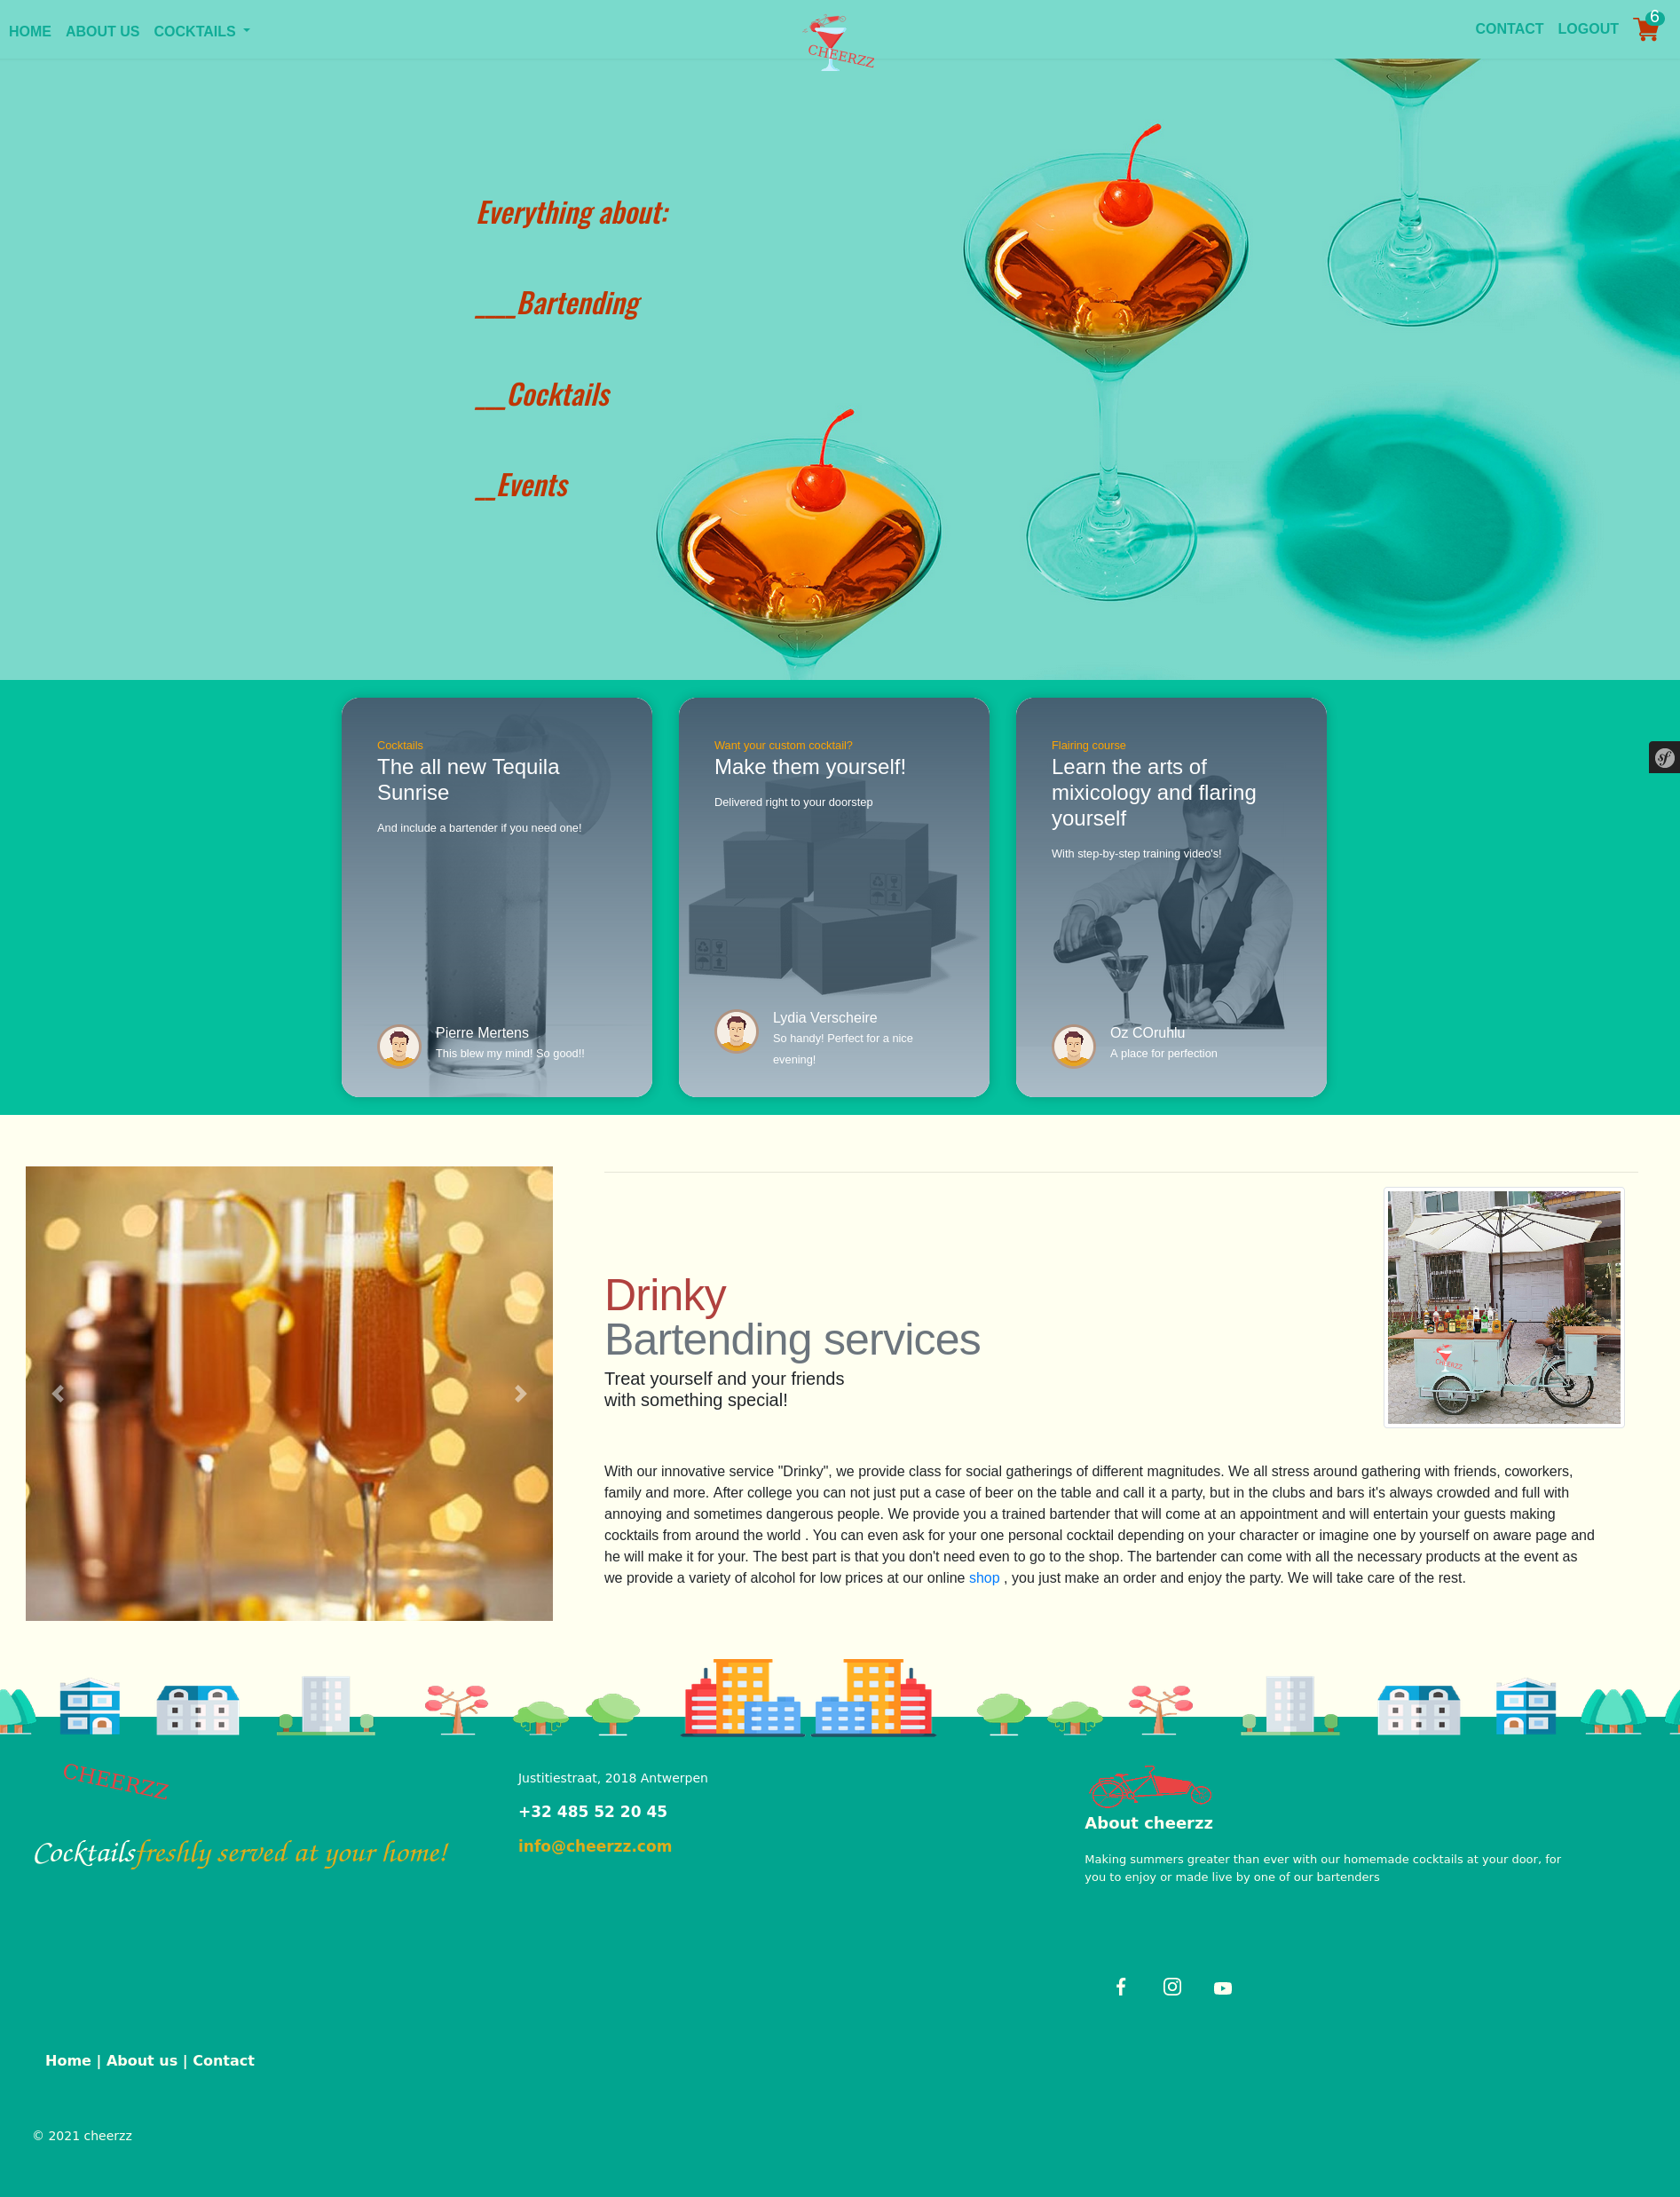 HOME ABOUT US COCKTAILS
CHEERZZ
CONTACT LOGOUT 6
Everything about:
____Bartending
___Cocktails
__Events
Cocktails
The all new Tequila
Sunrise
And include a bartender if you need one!
Pierre Mertens
This blew my mind! So good!!
Want your custom cocktail?
Make them yourself!
Delivered right to your doorstep
Lydia Verscheire
So handy! Perfect for a nice
evening!
Flairing course
Learn the arts of
mixicology and flaring
yourself
With step-by-step training video's!
Oz COruhlu
A place for perfection
sf
Drinky
Bartending services
Treat yourself and your friends
with something special!
CHEERZZ
With our innovative service "Drinky", we provide class for social gatherings of different magnitudes. We all stress around gathering with friends, coworkers,
family and more. After college you can not just put a case of beer on the table and call it a party, but in the clubs and bars it's always crowded and full with
annoying and sometimes dangerous people. We provide you a trained bartender that will come at an appointment and will entertain your guests making
cocktails from around the world . You can even ask for your one personal cocktail depending on your character or imagine one by yourself on aware page and
he will make it for your. The best part is that you don't need even to go to the shop. The bartender can come with all the necessary products at the event as
we provide a variety of alcohol for low prices at our online shop , you just make an order and enjoy the party. We will take care of the rest.
CHEERZZ
Cocktailsfreshly served at your home!
Justitiestraat, 2018 Antwerpen
+32 485 52 20 45
info@cheerzz.com
About cheerzz
Making summers greater than ever with our homemade cocktails at your door, for
you to enjoy or made live by one of our bartenders
Home | About us | Contact
© 2021 cheerzz